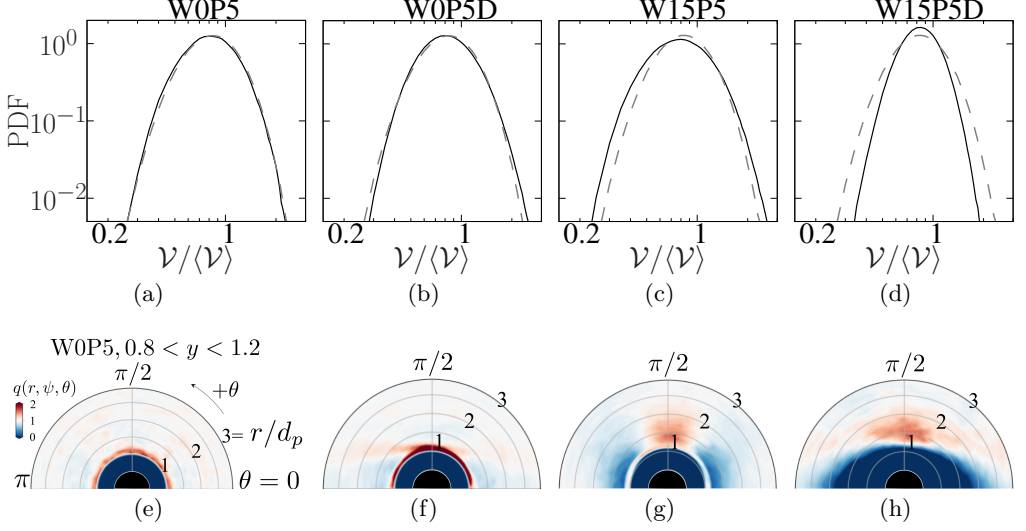 W0P5 W0P5D W15P5 W15P5D
PDF
10^0
10^{-1}
10^{-2}
0.2 1 0.2 1 0.2 1 0.2 1
𝒱/⟨𝒱⟩ 𝒱/⟨𝒱⟩ 𝒱/⟨𝒱⟩ 𝒱/⟨𝒱⟩
(a) (b) (c) (d)
W0P5, 0.8 < y < 1.2
π/2 π/2 π/2 π/2
q(r, ψ, θ)
2
1
0
+θ
1 2 3= r/d_p
π θ = 0
1 2 3
1 2 3
1 2 3
(e) (f) (g) (h)